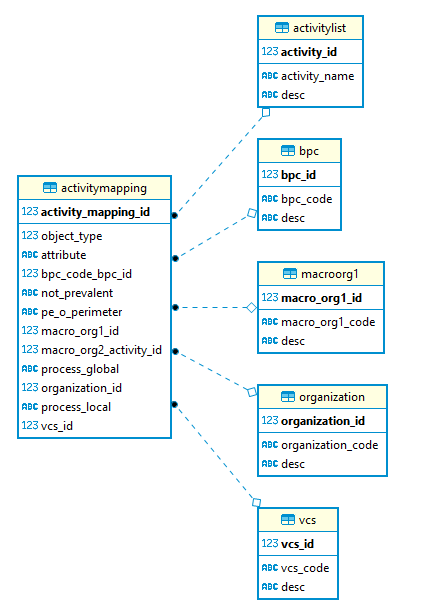 activitylist
123 activity_id
ABC activity_name
ABC desc
bpc
123 bpc_id
ABC bpc_code
ABC desc
activitymapping
123 activity_mapping_id
123 object_type
ABC attribute
123 bpc_code_bpc_id
ABC not_prevalent
ABC pe_o_perimeter
123 macro_org1_id
123 macro_org2_activity_id
ABC process_global
123 organization_id
ABC process_local
123 vcs_id
macroorg1
123 macro_org1_id
ABC macro_org1_code
ABC desc
organization
123 organization_id
ABC organization_code
ABC desc
vcs
123 vcs_id
ABC vcs_code
ABC desc